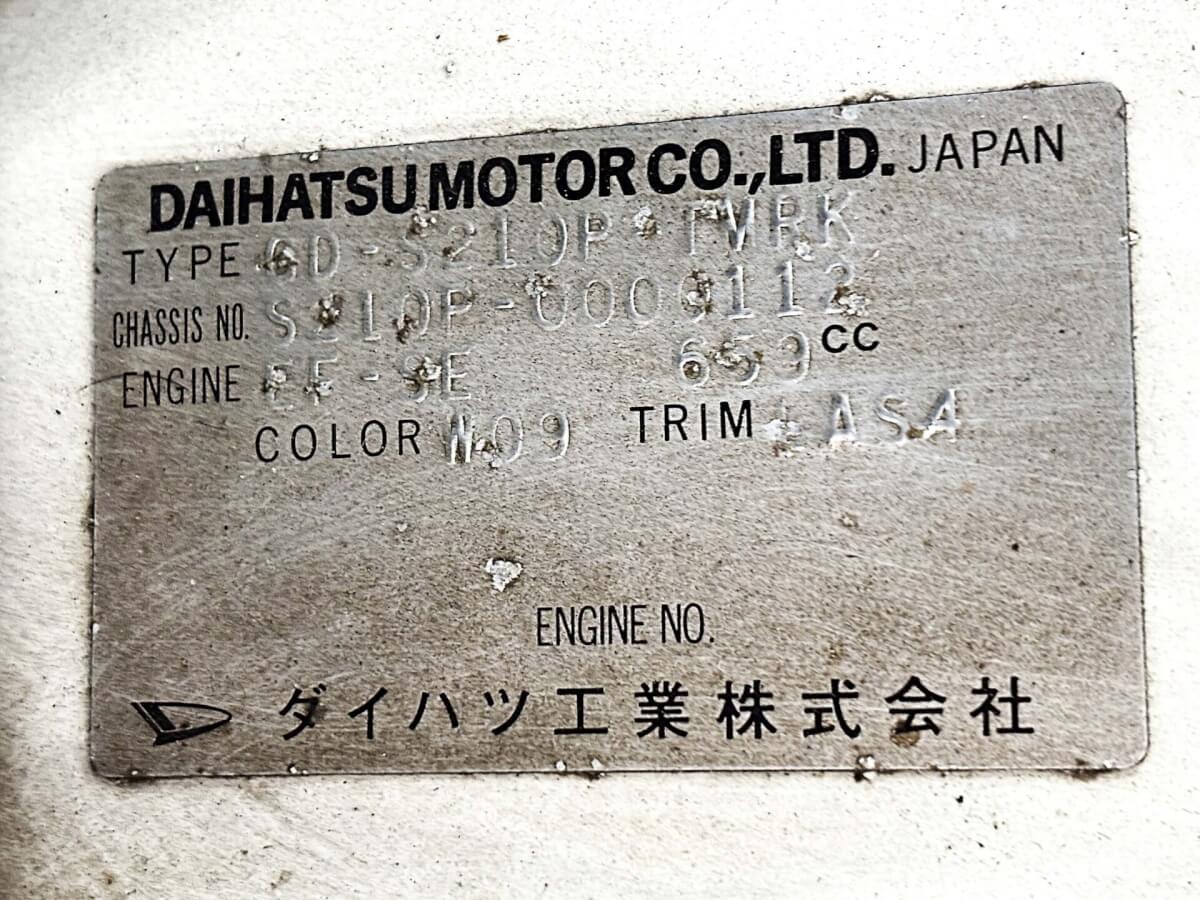 DAIHATSU MOTOR CO., LTD. JAPAN
TYPE GD-S210P TVRK
CHASSIS NO. S210P-0000112
ENGINE EF-SE 659 CC
COLOR W09 TRIM ASA
ENGINE NO.
ダイハツ工業株式会社